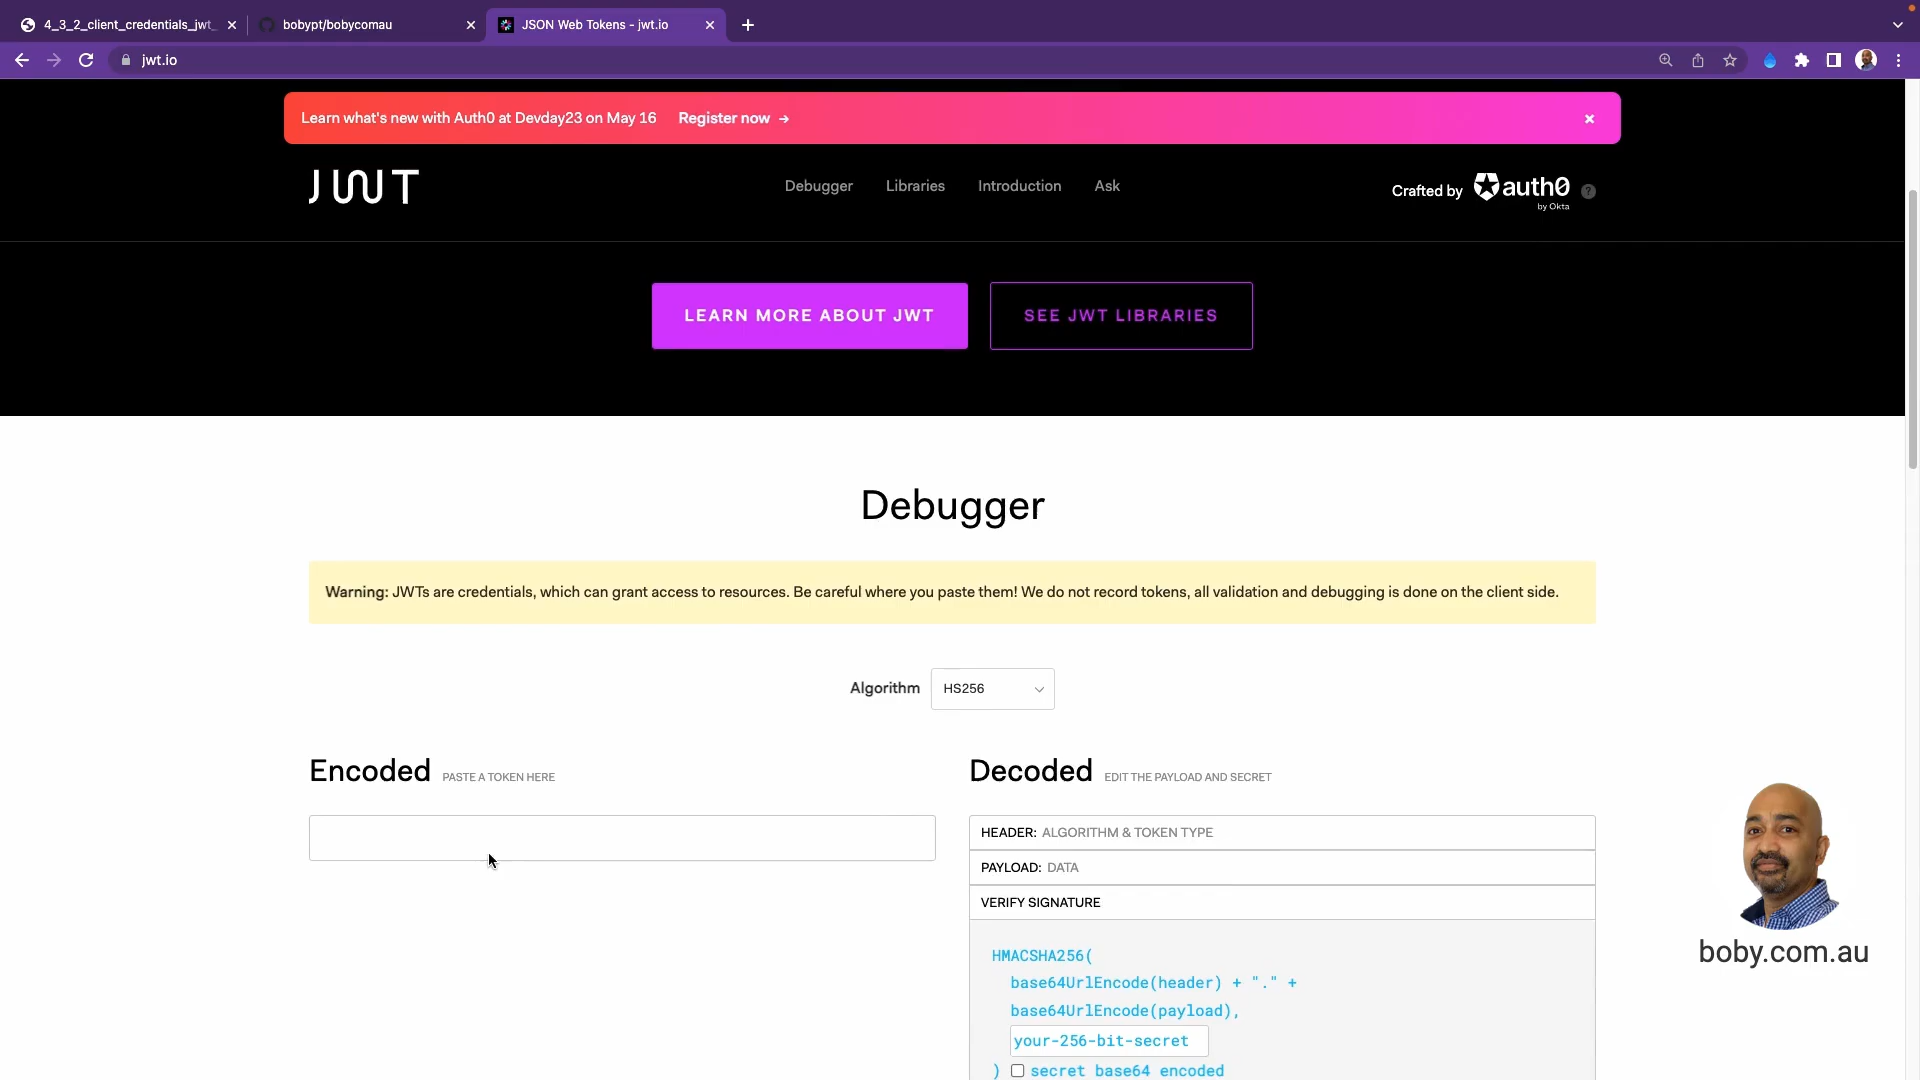 4_3_2_client_credentials_jwt_
bobypt/bobycomau
JSON Web Tokens - jwt.io
jwt.io
Learn what's new with Auth0 at Devday23 on May 16 Register now →
JWT
Debugger Libraries Introduction Ask
Crafted by auth0 ?
by Okta
LEARN MORE ABOUT JWT
SEE JWT LIBRARIES
Debugger
Warning: JWTs are credentials, which can grant access to resources. Be careful where you paste them! We do not record tokens, all validation and debugging is done on the client side.
Algorithm HS256
Encoded PASTE A TOKEN HERE
Decoded EDIT THE PAYLOAD AND SECRET
HEADER: ALGORITHM & TOKEN TYPE
PAYLOAD: DATA
VERIFY SIGNATURE
HMACSHA256(
base64UrlEncode(header) + "." +
base64UrlEncode(payload),
your-256-bit-secret
) secret base64 encoded
boby.com.au